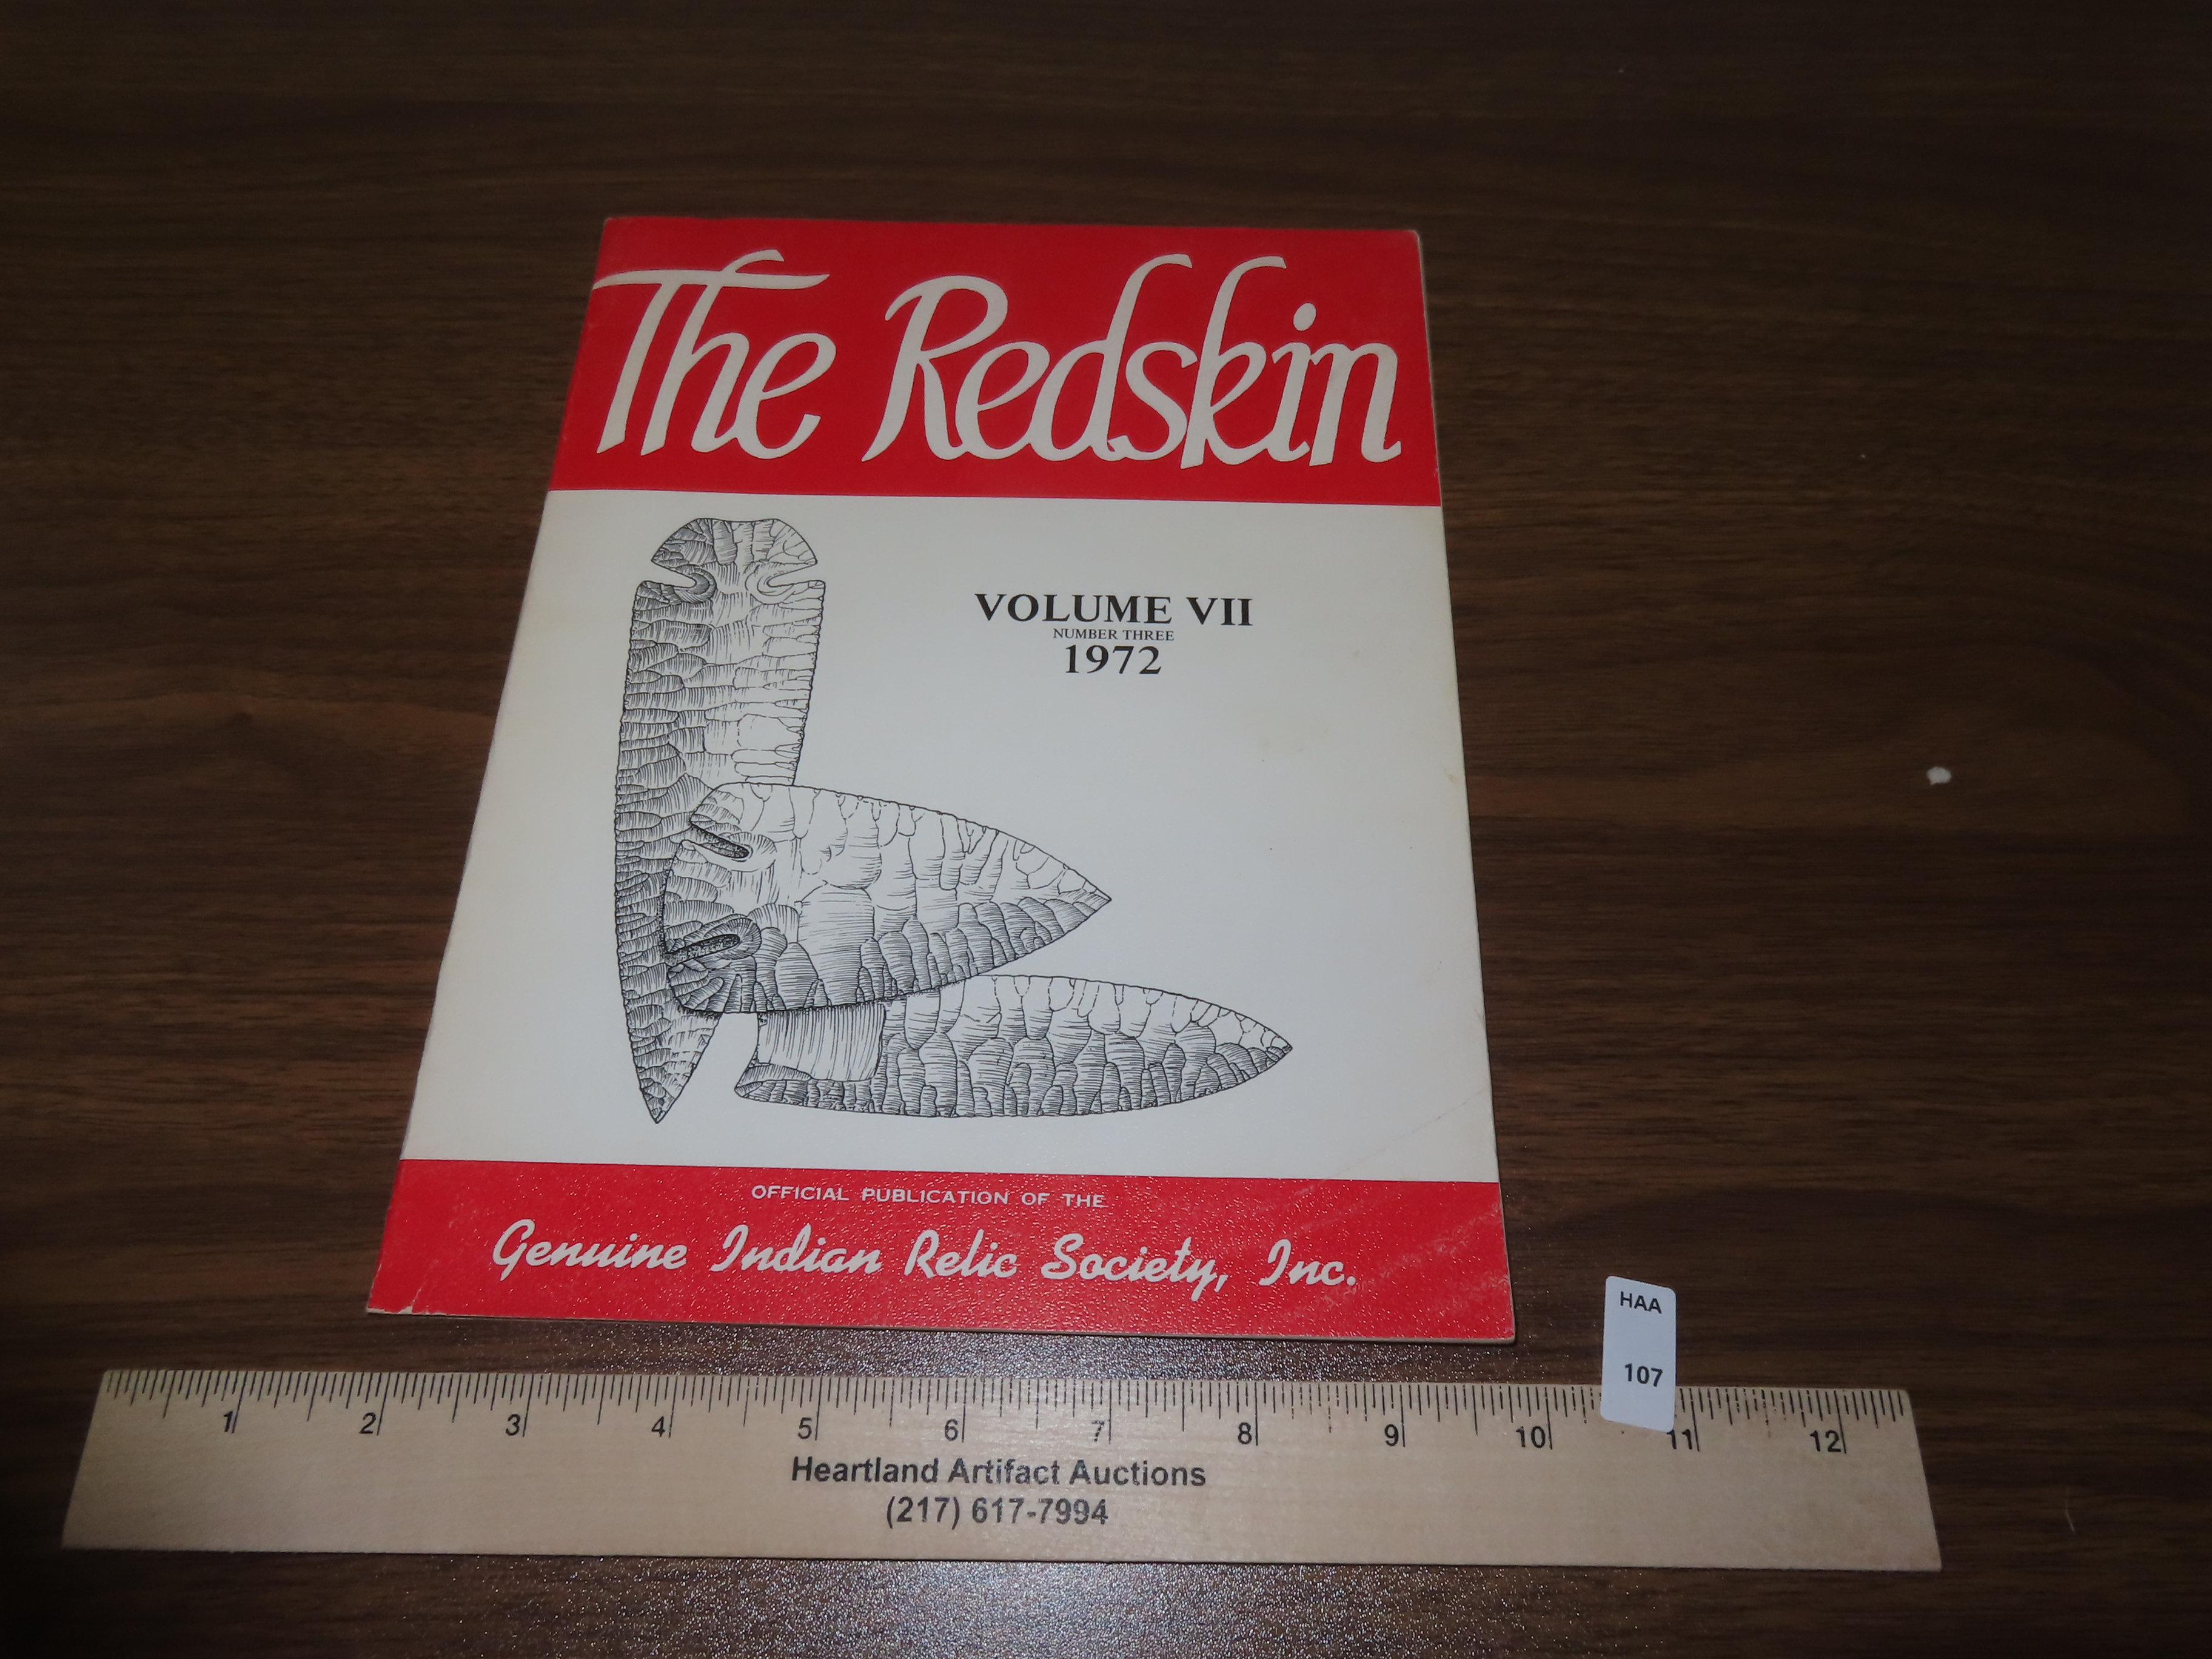 The Redskin
VOLUME VII
NUMBER THREE
1972
OFFICIAL PUBLICATION OF THE
Genuine Indian Relic Society, Inc.
HAA
107
1 2 3 4 5 6 7 8 9 10 11 12
Heartland Artifact Auctions
(217) 617-7994